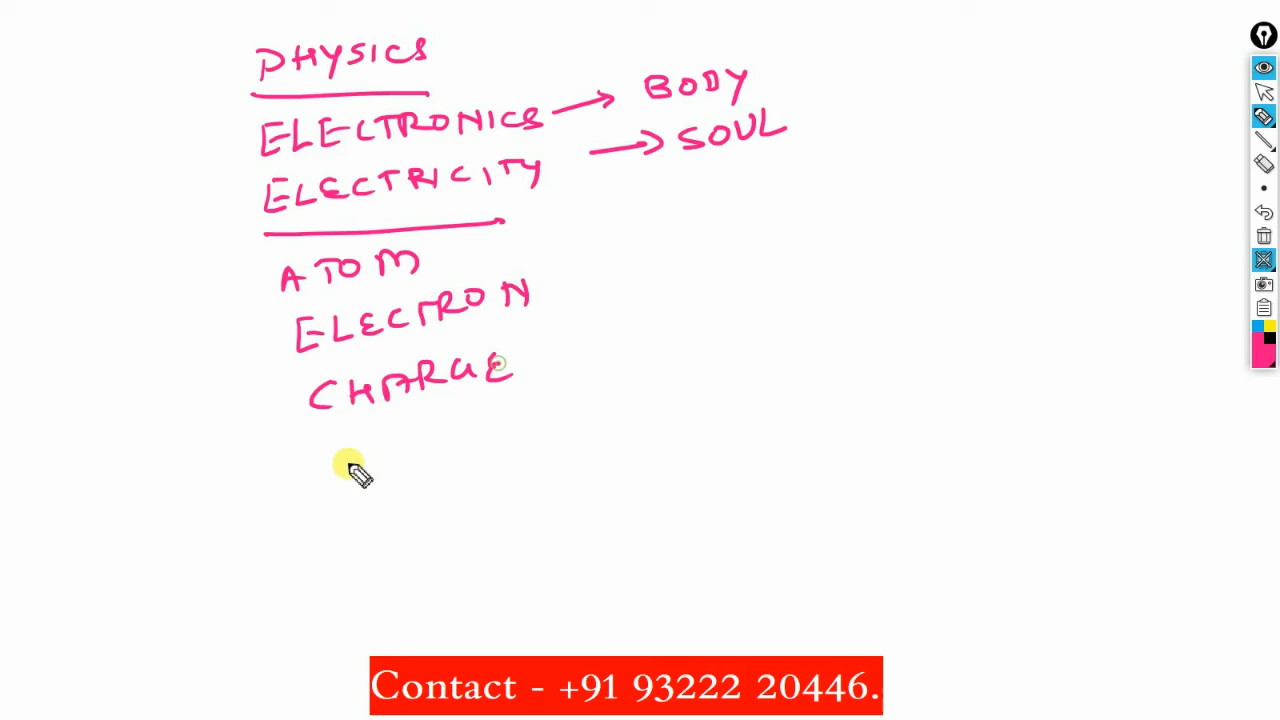 PHYSICS
ELECTRONICS → BODY
ELECTRICITY → SOUL
ATOM
ELECTRON
CHARGE
Contact - +91 93222 20446.